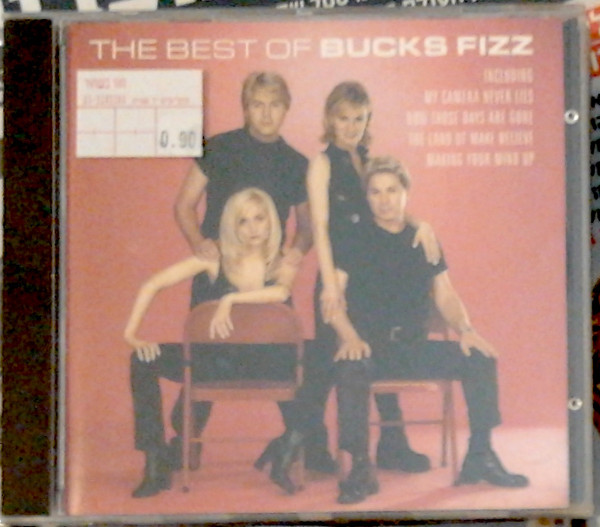 THE BEST OF BUCKS FIZZ
INCLUDING
MY CAMERA NEVER LIES
NOW THOSE DAYS ARE GONE
THE LAND OF MAKE BELIEVE
MAKING YOUR MIND UP
0.90